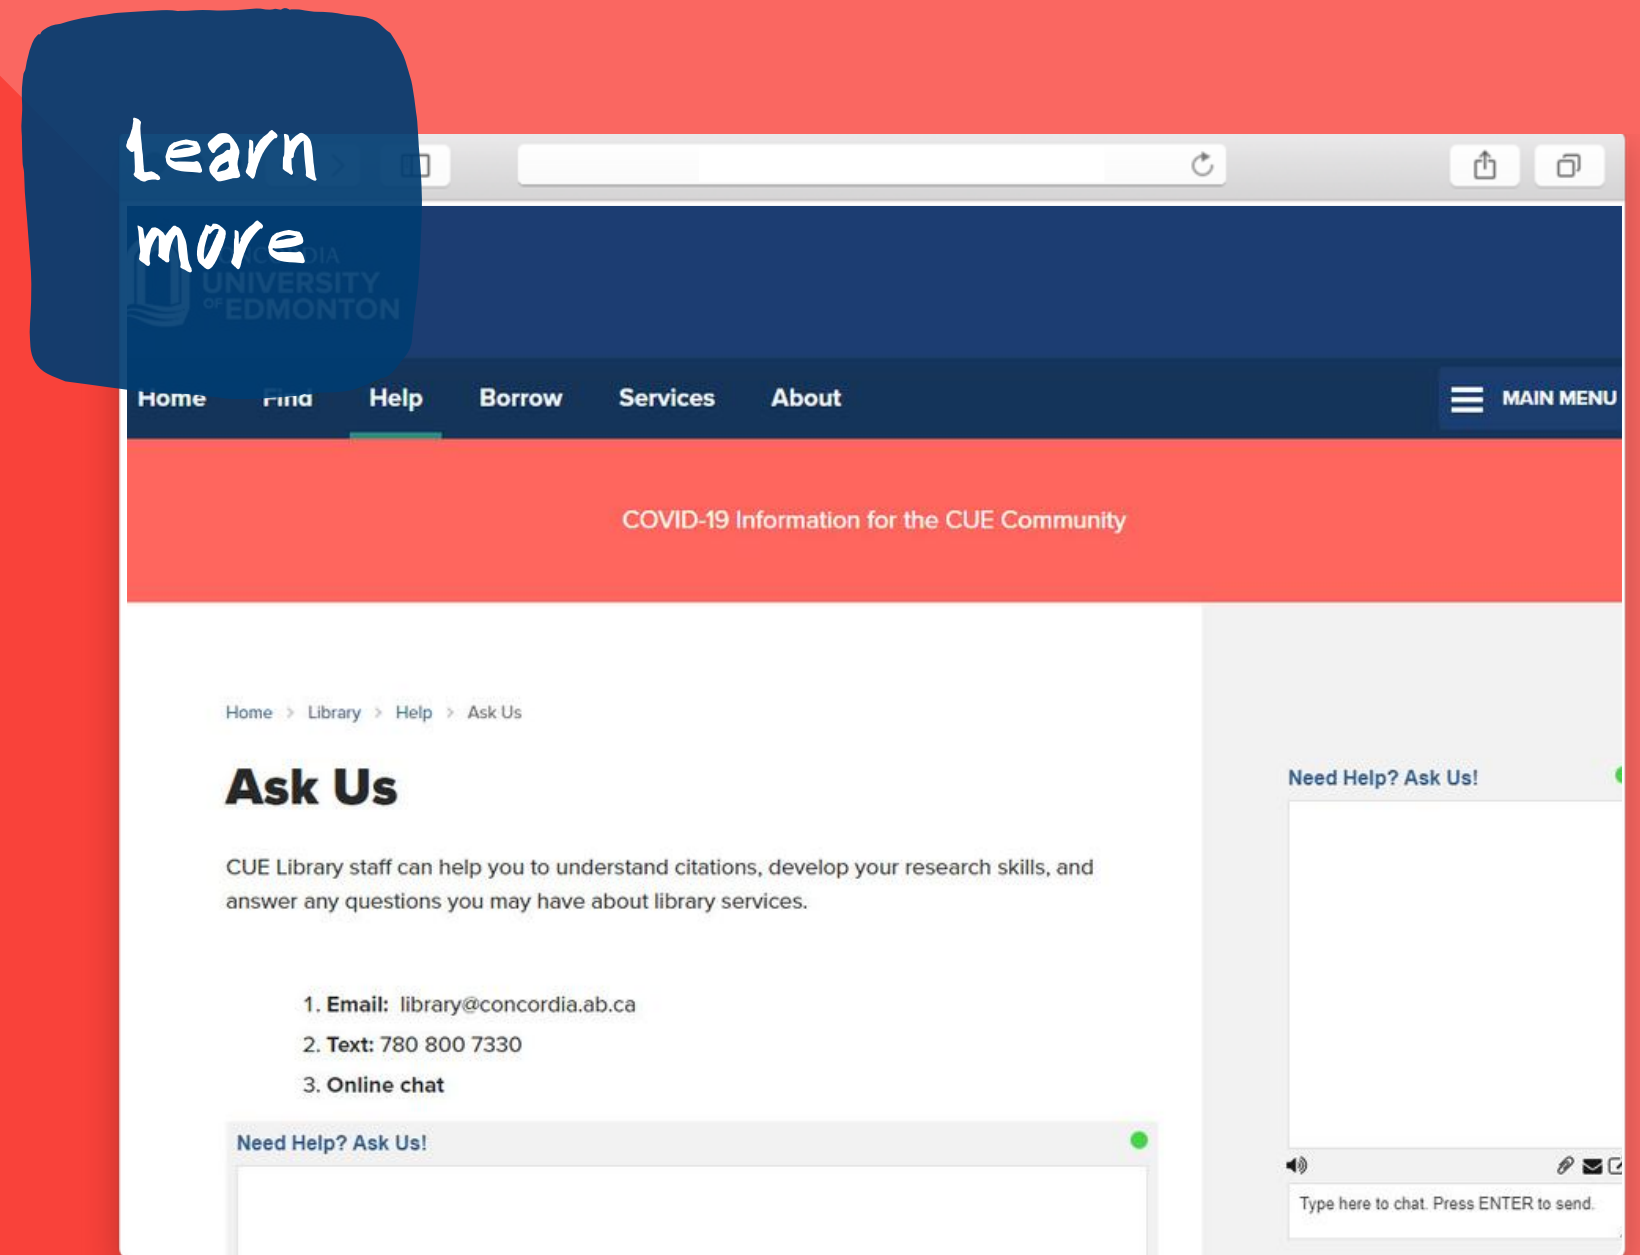 Learn
more
CONCORDIA
UNIVERSITY
OF EDMONTON
Home Find Help Borrow Services About MAIN MENU
COVID-19 Information for the CUE Community
Home > Library > Help > Ask Us
Ask Us
CUE Library staff can help you to understand citations, develop your research skills, and
answer any questions you may have about library services.
1. Email: library@concordia.ab.ca
2. Text: 780 800 7330
3. Online chat
Need Help? Ask Us!
Need Help? Ask Us!
Type here to chat. Press ENTER to send.